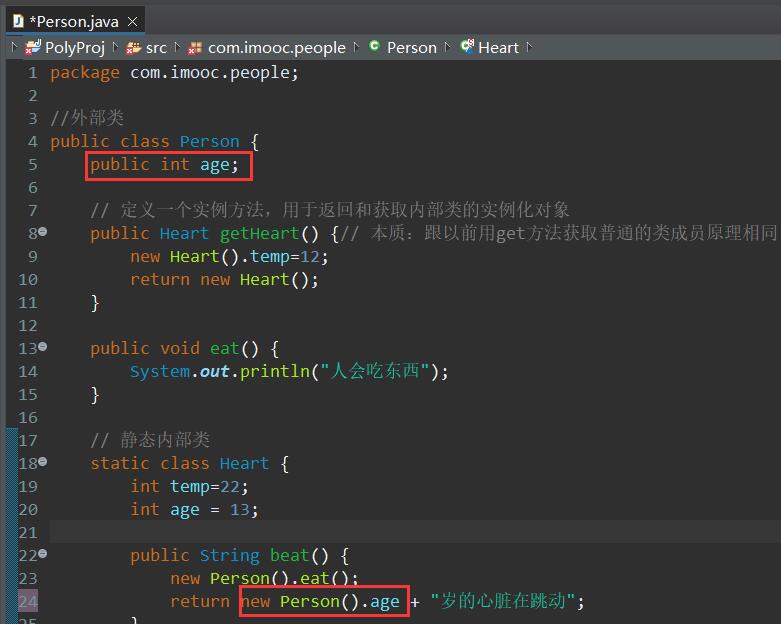 *Person.java
PolyProj src com.imooc.people Person Heart
1 package com.imooc.people;
2
3 //外部类
4 public class Person {
5 public int age;
6
7 // 定义一个实例方法，用于返回和获取内部类的实例化对象
8 public Heart getHeart() {// 本质：跟以前用get方法获取普通的类成员原理相同
9 new Heart().temp=12;
10 return new Heart();
11 }
12
13 public void eat() {
14 System.out.println("人会吃东西");
15 }
16
17 // 静态内部类
18 static class Heart {
19 int temp=22;
20 int age = 13;
21
22 public String beat() {
23 new Person().eat();
24 return new Person().age + "岁的心脏在跳动";
25 }